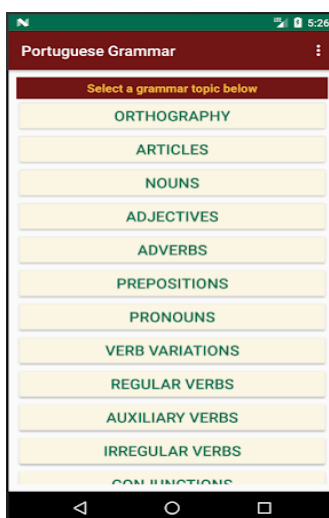 5:26
Portuguese Grammar
Select a grammar topic below
ORTHOGRAPHY
ARTICLES
NOUNS
ADJECTIVES
ADVERBS
PREPOSITIONS
PRONOUNS
VERB VARIATIONS
REGULAR VERBS
AUXILIARY VERBS
IRREGULAR VERBS
CONJUNCTIONS